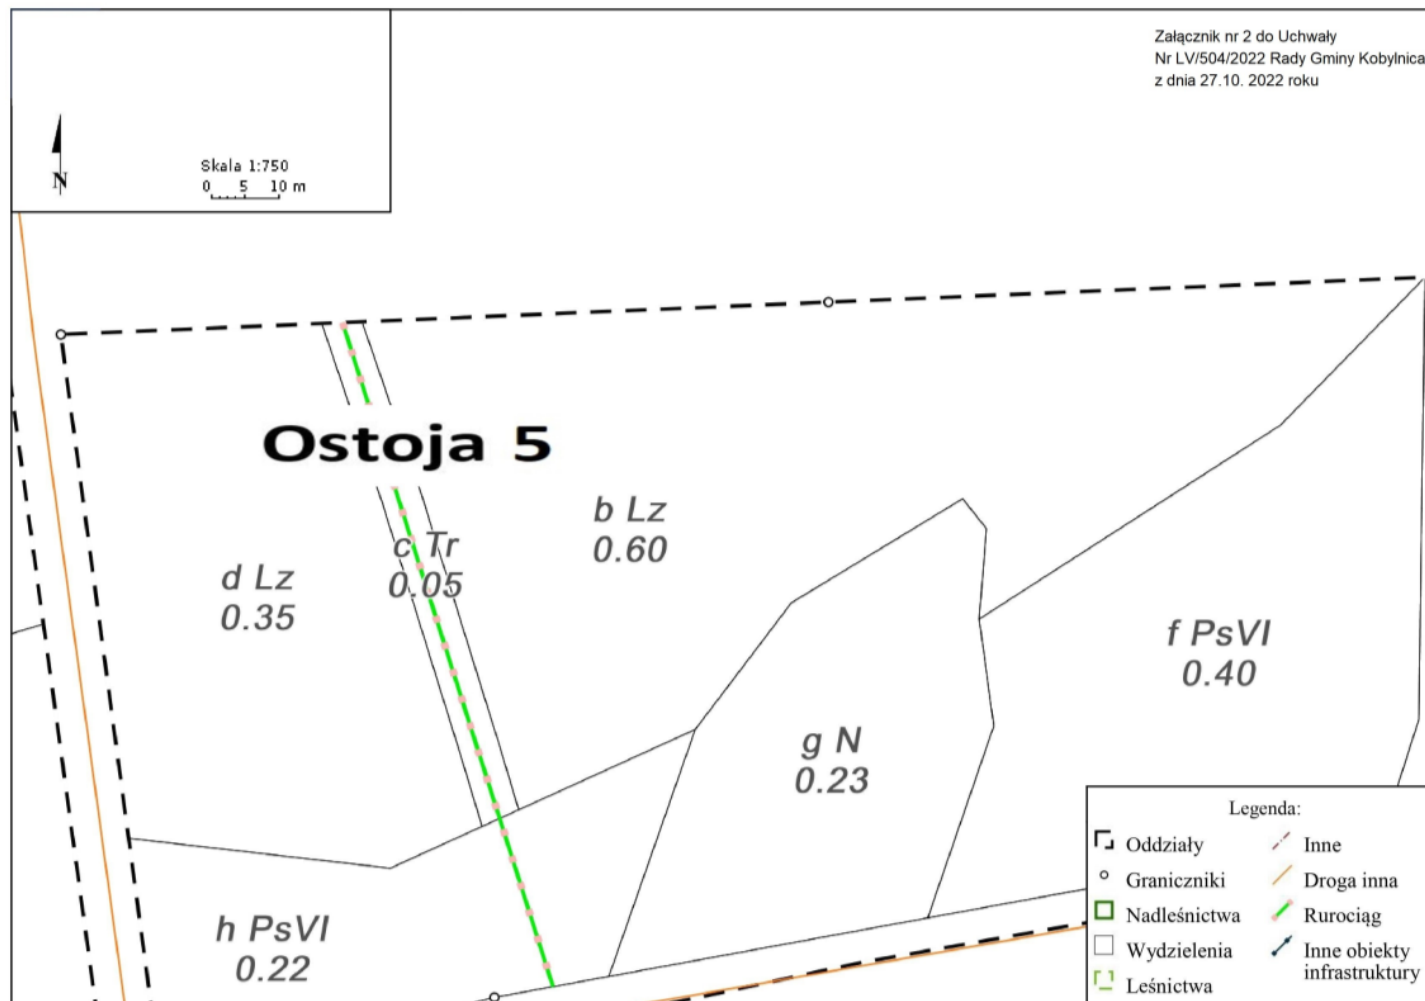 Załącznik nr 2 do Uchwały
Nr LV/504/2022 Rady Gminy Kobylnica
z dnia 27.10. 2022 roku
N
Skala 1:750
0 5 10 m
Ostoja 5
b Lz
0.60
c Tr
0.05
d Lz
0.35
f PsVI
0.40
g N
0.23
h PsVI
0.22
Legenda:
Oddziały
Graniczniki
Nadleśnictwa
Wydzielenia
Leśnictwa
Inne
Droga inna
Rurociąg
Inne obiekty
infrastruktury